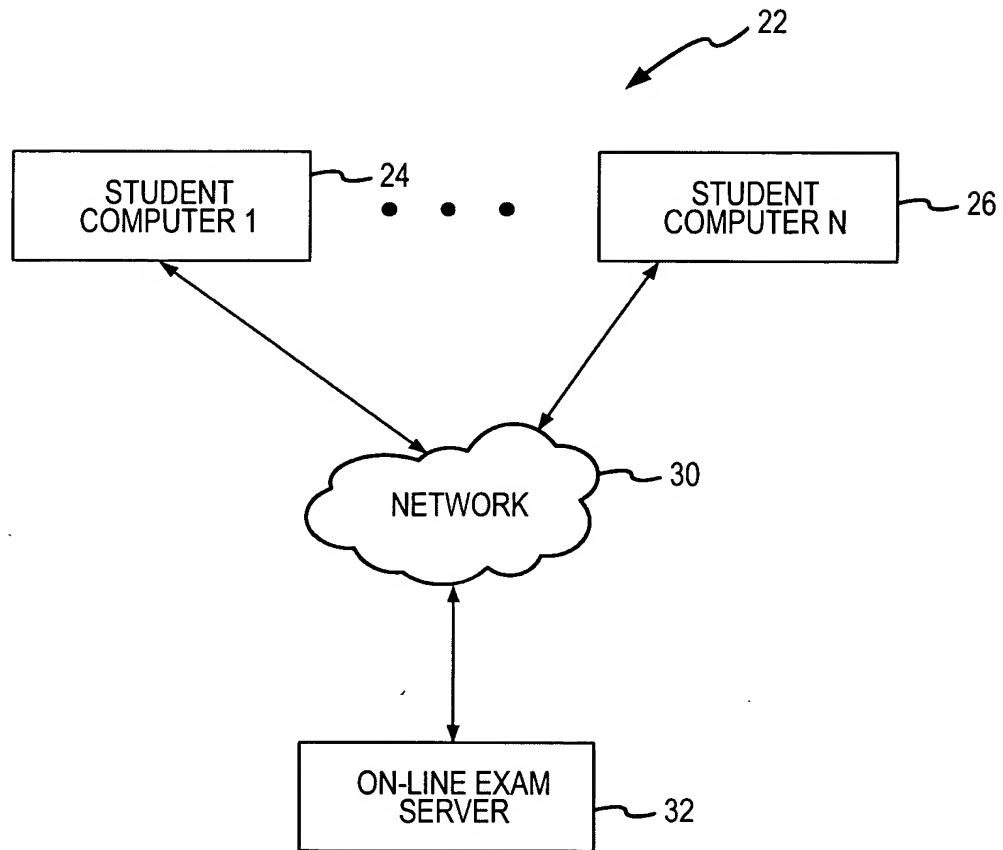 22
STUDENT
COMPUTER 1
24
STUDENT
COMPUTER N
26
NETWORK
30
ON-LINE EXAM
SERVER
32